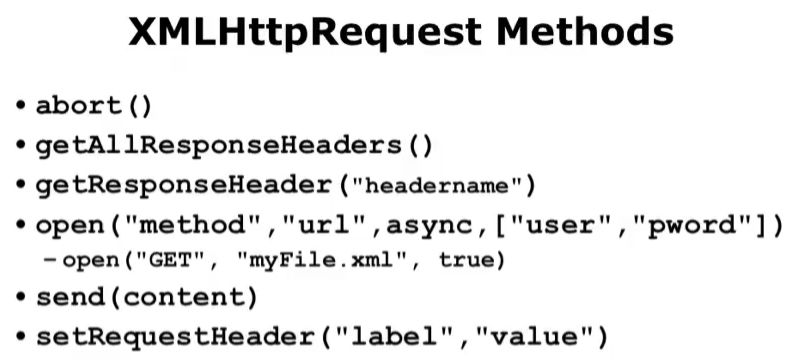 XMLHttpRequest Methods
• abort()
• getAllResponseHeaders()
• getResponseHeader("headername")
• open("method","url",async,["user","pword"])
– open("GET", "myFile.xml", true)
• send(content)
• setRequestHeader("label","value")